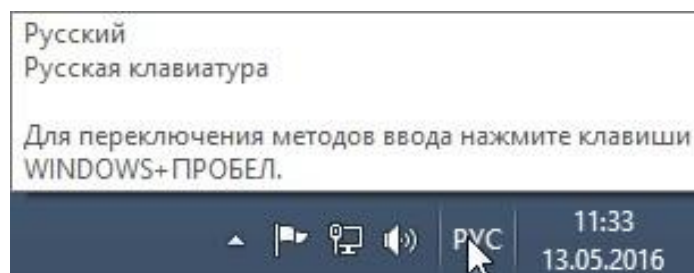 Русский
Русская клавиатура
Для переключения методов ввода нажмите клавиши
WINDOWS+ПРОБЕЛ.
РУС
11:33
13.05.2016